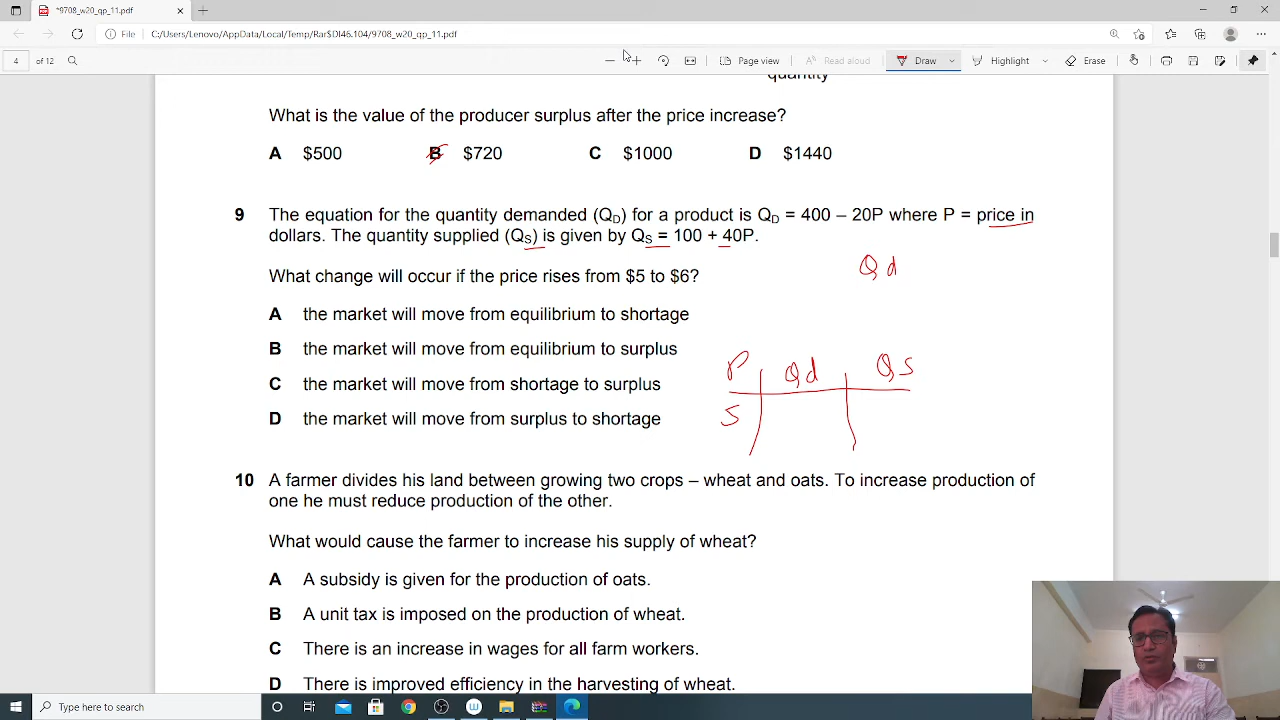 *9708_w20_qp_11.pdf
File
C:/Users/Lenovo/AppData/Local/Temp/Rar$DI46.104/9708_w20_qp_11.pdf
4 of 12
Page view
Read aloud
Draw
Highlight
Erase
quantity
What is the value of the producer surplus after the price increase?
A $500 B $720 C $1000 D $1440
9 The equation for the quantity demanded (QD) for a product is QD = 400 – 20P where P = price in
dollars. The quantity supplied (QS) is given by QS = 100 + 40P.
Qd
What change will occur if the price rises from $5 to $6?
A the market will move from equilibrium to shortage
B the market will move from equilibrium to surplus
P Qd QS
C the market will move from shortage to surplus
D the market will move from surplus to shortage
5
10 A farmer divides his land between growing two crops – wheat and oats. To increase production of
one he must reduce production of the other.
What would cause the farmer to increase his supply of wheat?
A A subsidy is given for the production of oats.
B A unit tax is imposed on the production of wheat.
C There is an increase in wages for all farm workers.
D There is improved efficiency in the harvesting of wheat.
Type here to search